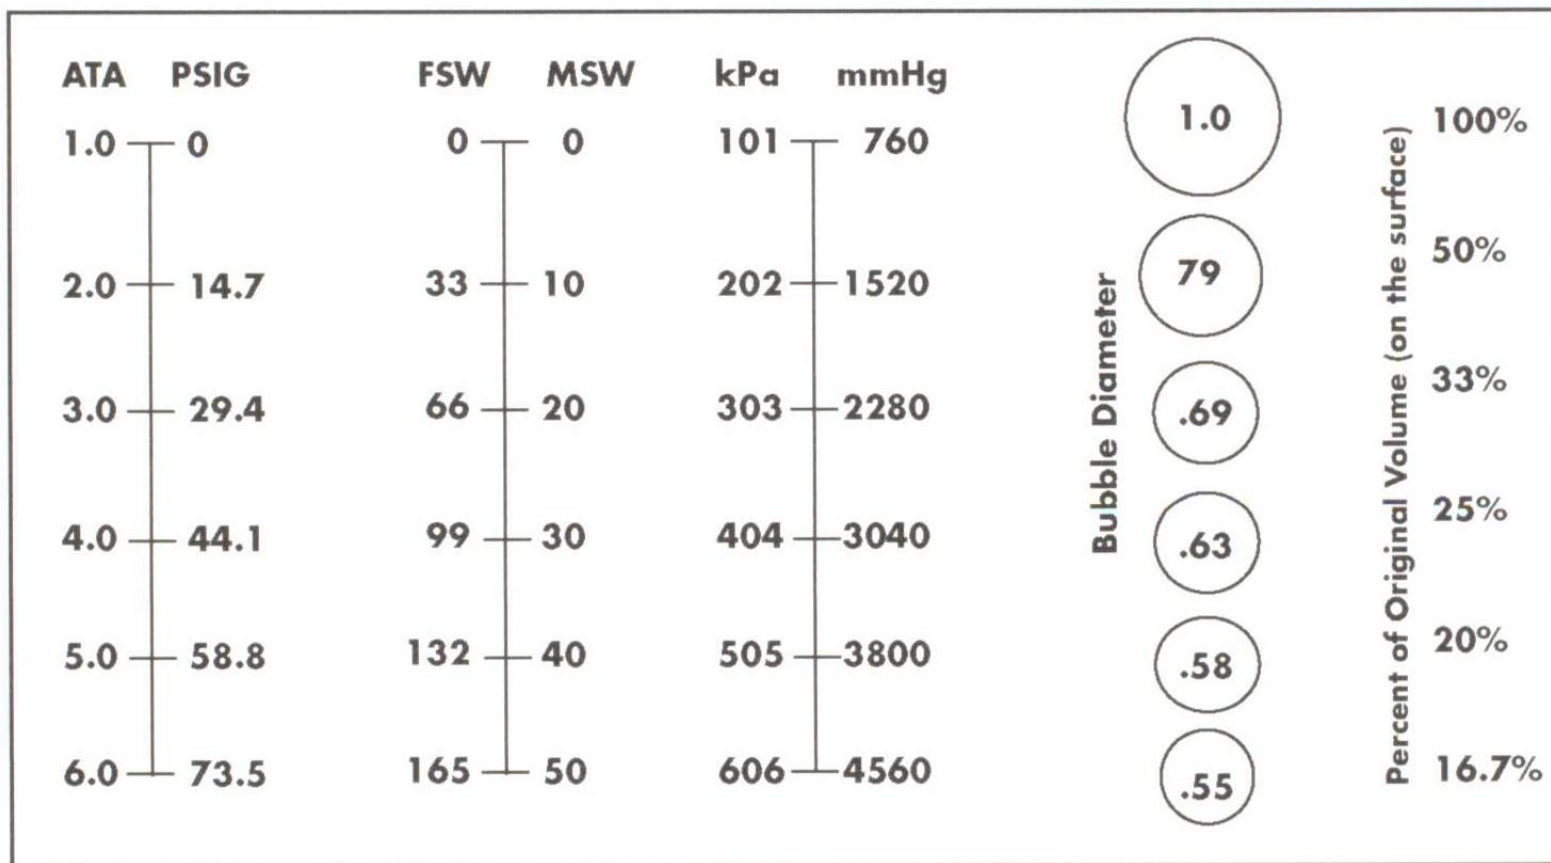 ATA PSIG FSW MSW kPa mmHg
1.0 0 0 0 101 760 1.0 100%
2.0 14.7 33 10 202 1520 79 50%
3.0 29.4 66 20 303 2280 .69 33%
4.0 44.1 99 30 404 3040 .63 25%
5.0 58.8 132 40 505 3800 .58 20%
6.0 73.5 165 50 606 4560 .55 16.7%
Bubble Diameter
Percent of Original Volume (on the surface)